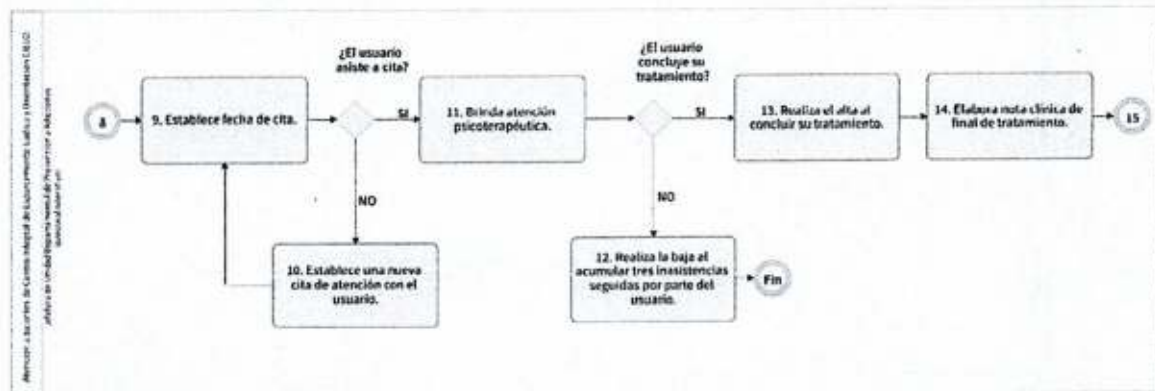 ¿El usuario
asiste a cita?
¿El usuario
concluye su
tratamiento?
8
9. Establece fecha de cita.
SI
11. Brinda atención
psicoterapéutica.
SI
13. Realiza el alta al
concluir su tratamiento.
14. Elabora nota clínica de
final de tratamiento.
15
NO
NO
10. Establece una nueva
cita de atención con el
usuario.
12. Realiza la baja al
acumular tres inasistencias
seguidas por parte del
usuario.
Fin